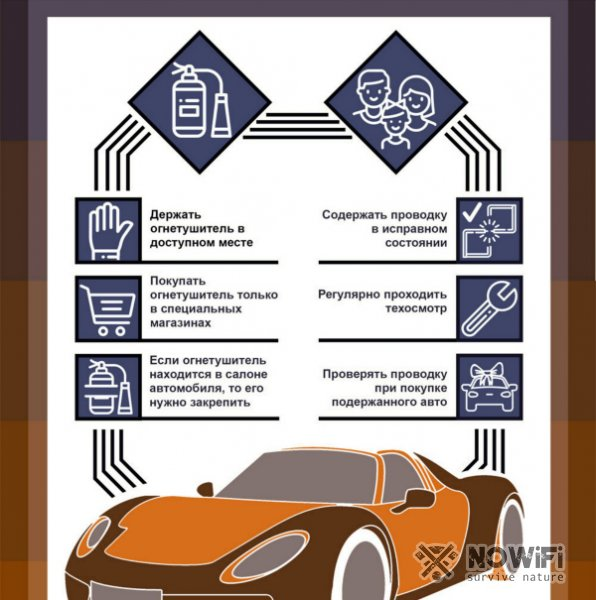 Держать
огнетушитель в
доступном месте
Покупать
огнетушитель только
в специальных
магазинах
Если огнетушитель
находится в салоне
автомобиля, то его
нужно закрепить
Содержать проводку
в исправном
состоянии
Регулярно проходить
техосмотр
Проверять проводку
при покупке
подержанного авто
NOWiFi
survive nature